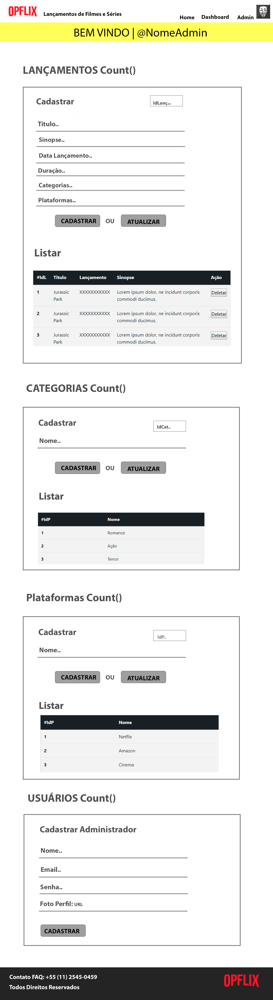 OPFLIX Lançamentos de Filmes e Séries Home Dashboard Admin
BEM VINDO | @NomeAdmin
LANÇAMENTOS Count()
Cadastrar IdLanç..
Titulo..
Sinopse..
Data Lançamento..
Duração..
Categorias..
Plataformas..
CADASTRAR OU ATUALIZAR
Listar
#IdL Titulo Lançamento Sinopse Ação
1 Jurassic XXXXXXXXXXX Lorem ipsum dolor, ne incidunt corporis Deletar
Park commodi ducimus.
2 Jurassic XXXXXXXXXXX Lorem ipsum dolor, ne incidunt corporis Deletar
Park commodi ducimus.
3 Jurassic XXXXXXXXXXX Lorem ipsum dolor, ne incidunt corporis Deletar
Park commodi ducimus.
CATEGORIAS Count()
Cadastrar IdCat..
Nome..
CADASTRAR OU ATUALIZAR
Listar
#IdP Nome
1 Romance
2 Ação
3 Terror
Plataformas Count()
Cadastrar IdP..
Nome..
CADASTRAR OU ATUALIZAR
Listar
#IdP Nome
1 Netflix
2 Amazon
3 Cinema
USUÁRIOS Count()
Cadastrar Administrador
Nome..
Email..
Senha..
Foto Perfil: URL
CADASTRAR
Contato FAQ: +55 (11) 2545-0459 OPFLIX
Todos Direitos Reservados